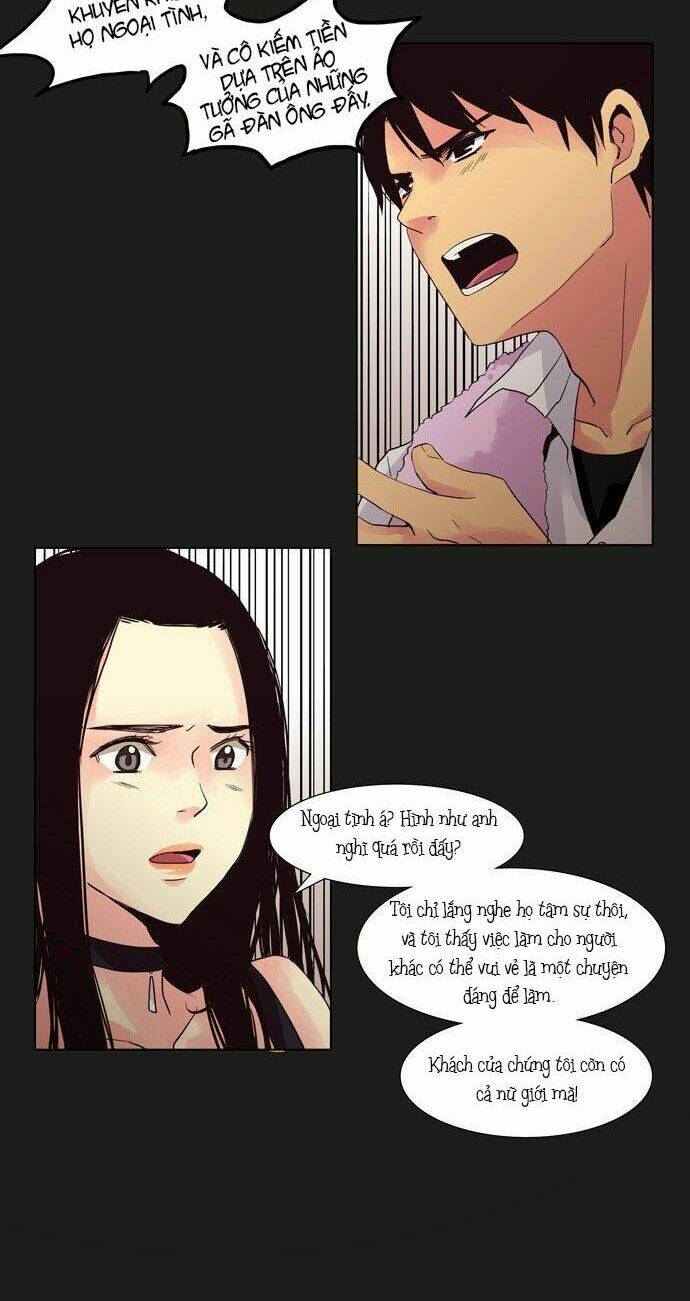 HỌ NGOẠI TÌNH,
VÀ CÔ KIẾM TIỀN
DỰA TRÊN ẢO
TƯỞNG CỦA NHỮNG
GÃ ĐÀN ÔNG ĐẤY.
Ngoại tình á? Hình như anh
nghĩ quá rồi đấy?
Tôi chỉ lắng nghe họ tâm sự thôi,
và tôi thấy việc làm cho người
khác có thể vui vẻ là một chuyện
đáng để làm.
Khách của chúng tôi còn có
cả nữ giới mà!